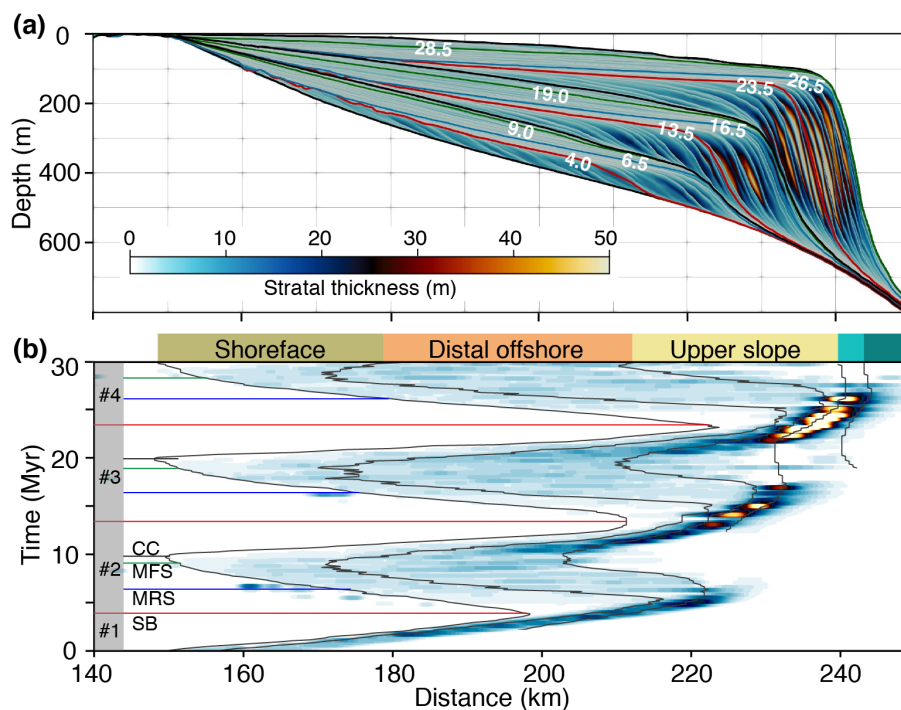 (a)
0
200
400
600
Depth (m)
28.5
19.0
9.0
4.0
6.5
13.5
16.5
23.5
26.5
0 10 20 30 40 50
Stratal thickness (m)
(b)
Shoreface Distal offshore Upper slope
30
20
10
0
Time (Myr)
#4
#3
#2
#1
CC
MFS
MRS
SB
140 160 180 200 220 240
Distance (km)